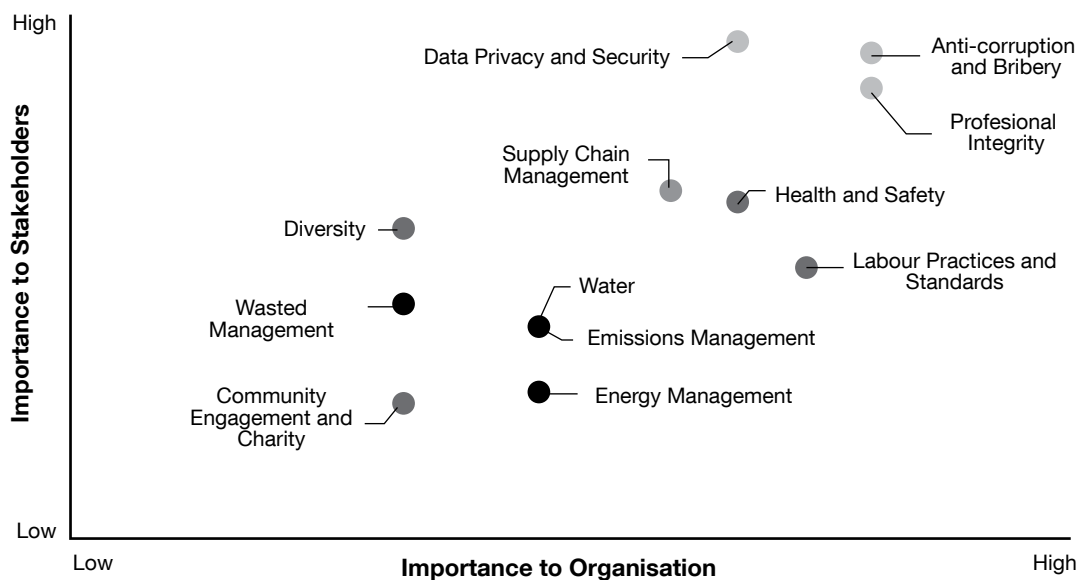 High
Data Privacy and Security
Anti-corruption
and Bribery
Profesional
Integrity
Supply Chain
Management
Health and Safety
Diversity
Labour Practices and
Standards
Water
Wasted
Management
Emissions Management
Community
Engagement and
Charity
Energy Management
Importance to Stakeholders
Low
Low
Importance to Organisation
High